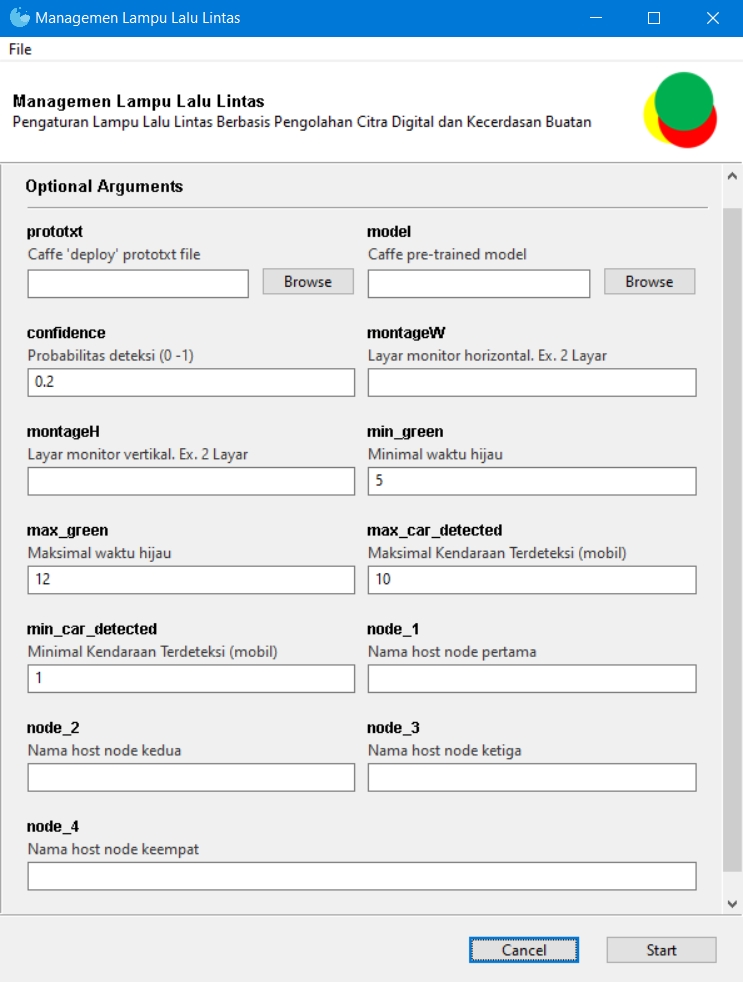 Managemen Lampu Lalu Lintas
File
Managemen Lampu Lalu Lintas
Pengaturan Lampu Lalu Lintas Berbasis Pengolahan Citra Digital dan Kecerdasan Buatan
Optional Arguments
prototxt
Caffe 'deploy' prototxt file
Browse
model
Caffe pre-trained model
Browse
confidence
Probabilitas deteksi (0 -1)
0.2
montageW
Layar monitor horizontal. Ex. 2 Layar
montageH
Layar monitor vertikal. Ex. 2 Layar
min_green
Minimal waktu hijau
5
max_green
Maksimal waktu hijau
12
max_car_detected
Maksimal Kendaraan Terdeteksi (mobil)
10
min_car_detected
Minimal Kendaraan Terdeteksi (mobil)
1
node_1
Nama host node pertama
node_2
Nama host node kedua
node_3
Nama host node ketiga
node_4
Nama host node keempat
Cancel
Start